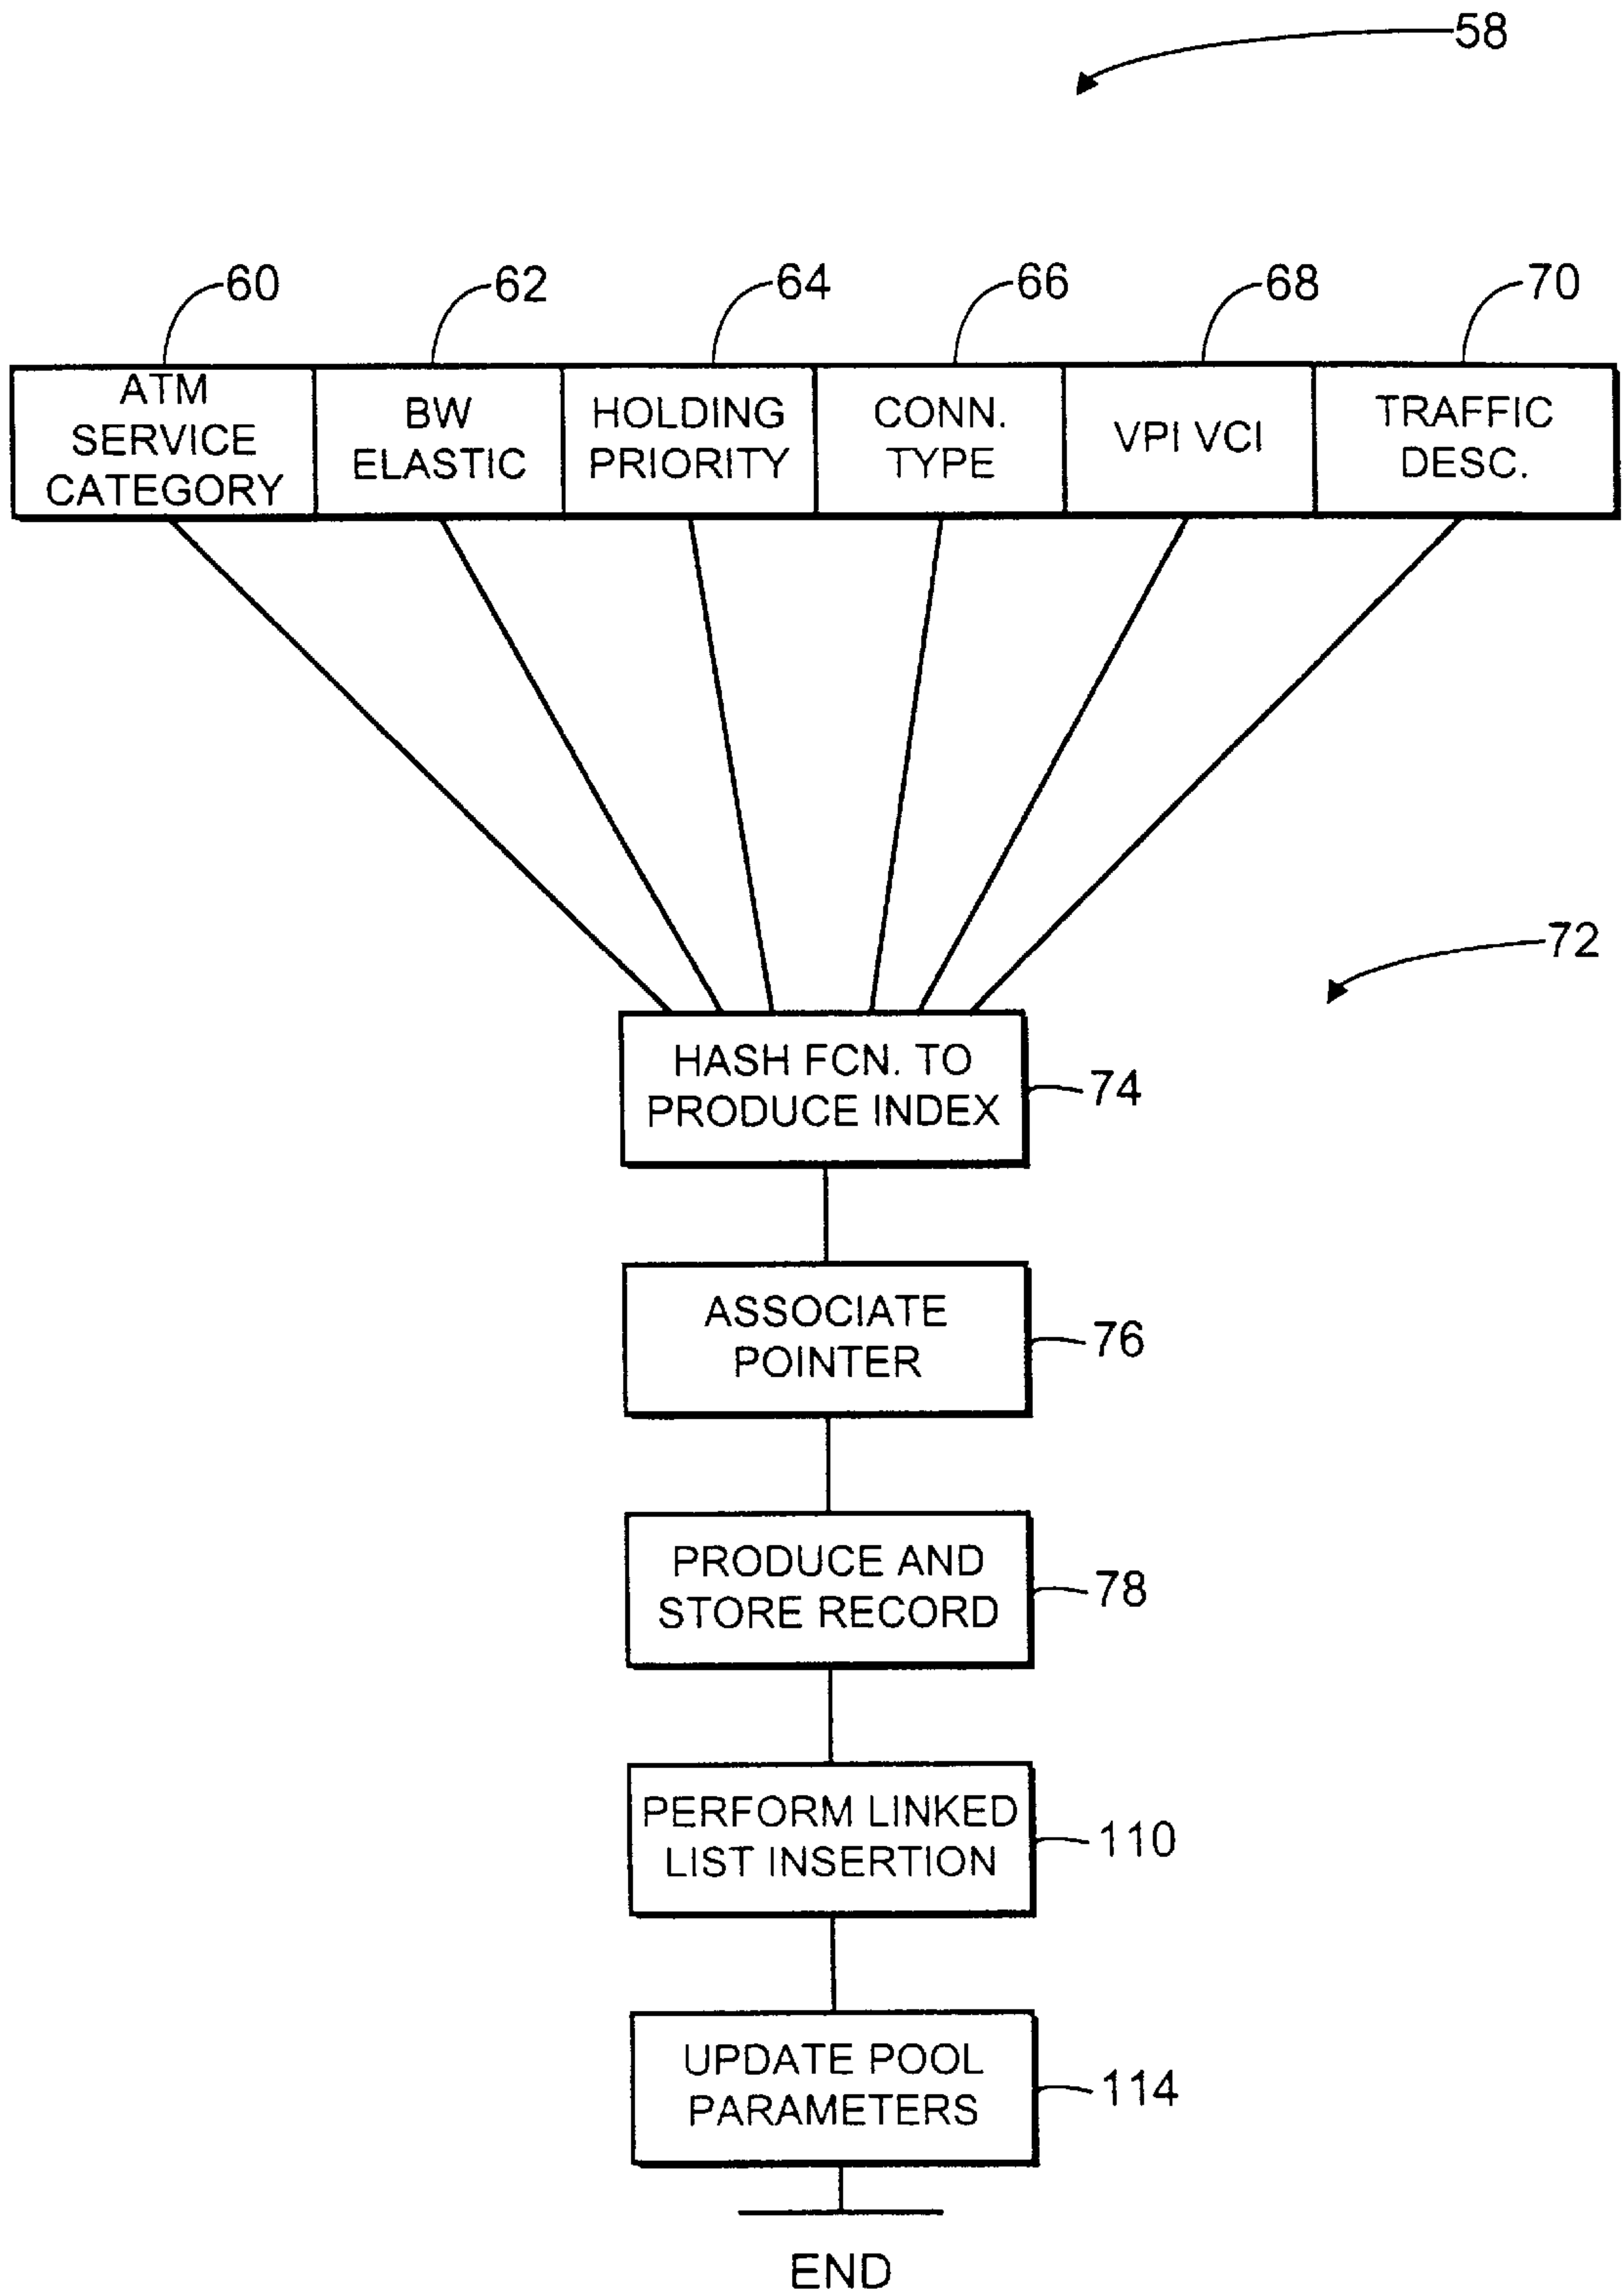 58
60
62
64
66
68
70
ATM
SERVICE
CATEGORY
BW
ELASTIC
HOLDING
PRIORITY
CONN.
TYPE
VPI VCI
TRAFFIC
DESC.
72
HASH FCN. TO
PRODUCE INDEX
74
ASSOCIATE
POINTER
76
PRODUCE AND
STORE RECORD
78
PERFORM LINKED
LIST INSERTION
110
UPDATE POOL
PARAMETERS
114
END